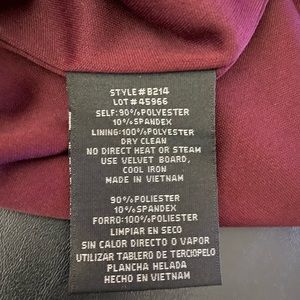 STYLE#B214
LOT#45966
SELF:90%POLYESTER
10%SPANDEX
LINING:100%POLYESTER
DRY CLEAN
NO DIRECT HEAT OR STEAM
USE VELVET BOARD,
COOL IRON
MADE IN VIETNAM
90%POLIESTER
10%SPANDEX
FORRO:100%POLIESTER
LIMPIAR EN SECO
SIN CALOR DIRECTO O VAPOR
UTILIZAR TABLERO DE TERCIOPELO
PLANCHA HELADA
HECHO EN VIETNAM